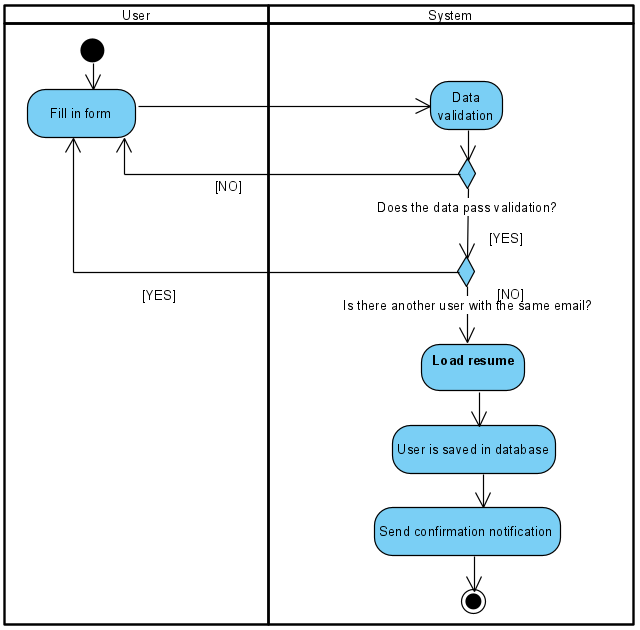 User
System
Fill in form
Data
validation
[NO]
Does the data pass validation?
[YES]
[YES]
[NO]
Is there another user with the same email?
Load resume
User is saved in database
Send confirmation notification